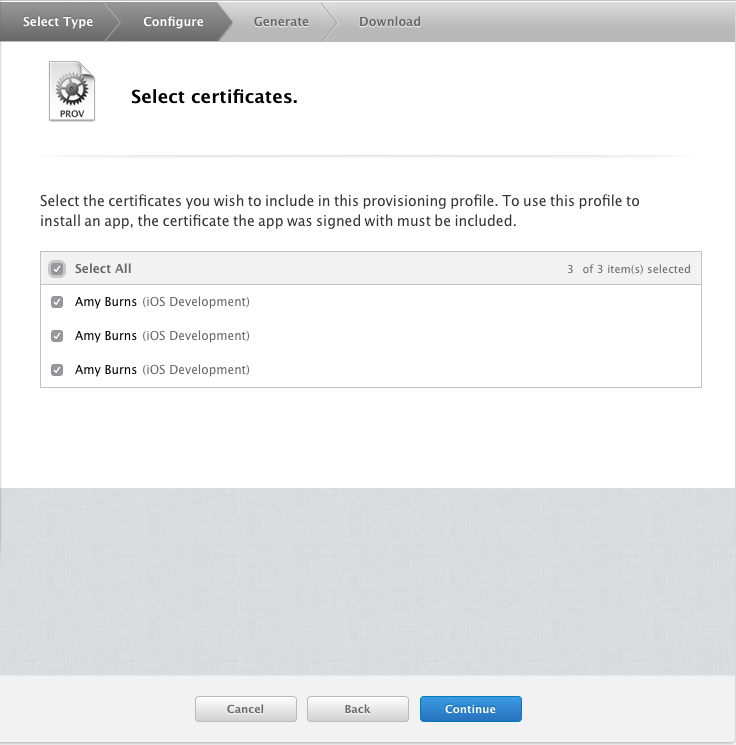 Select Type Configure Generate Download
PROV
Select certificates.
Select the certificates you wish to include in this provisioning profile. To use this profile to
install an app, the certificate the app was signed with must be included.
Select All 3 of 3 item(s) selected
Amy Burns (iOS Development)
Amy Burns (iOS Development)
Amy Burns (iOS Development)
Cancel Back Continue